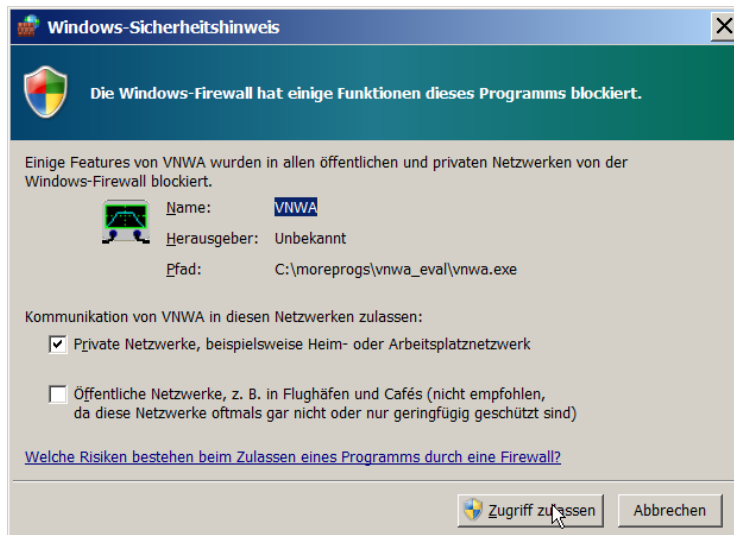 Windows-Sicherheitshinweis
Die Windows-Firewall hat einige Funktionen dieses Programms blockiert.
Einige Features von VNWA wurden in allen öffentlichen und privaten Netzwerken von der
Windows-Firewall blockiert.
Name: VNWA
Herausgeber: Unbekannt
Pfad: C:\moreprogs\vnwa_eval\vnwa.exe
Kommunikation von VNWA in diesen Netzwerken zulassen:
Private Netzwerke, beispielsweise Heim- oder Arbeitsplatznetzwerk
Öffentliche Netzwerke, z. B. in Flughäfen und Cafés (nicht empfohlen,
da diese Netzwerke oftmals gar nicht oder nur geringfügig geschützt sind)
Welche Risiken bestehen beim Zulassen eines Programms durch eine Firewall?
Zugriff zulassen Abbrechen